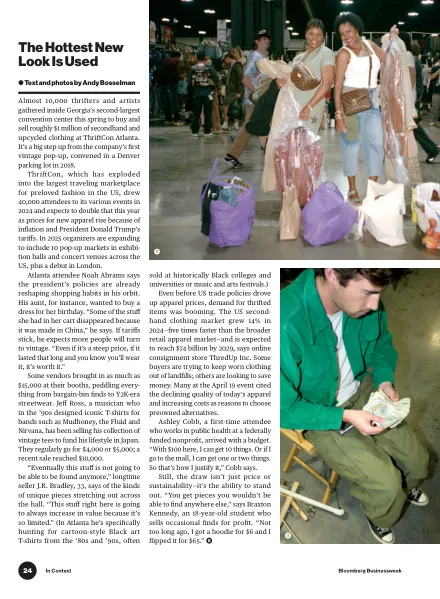 The Hottest New
Look Is Used
● Text and photos by Andy Bosselman
Almost 10,000 thrifters and artists
gathered inside Georgia's second-largest
convention center this spring to buy and
sell roughly $1 million of secondhand and
upcycled clothing at ThriftCon Atlanta.
It's a big step up from the company's first
vintage pop-up, convened in a Denver
parking lot in 2018.
ThriftCon, which has exploded
into the largest traveling marketplace
for preloved fashion in the US, drew
40,000 attendees to its various events in
2024 and expects to double that this year
as prices for new apparel rise because of
inflation and President Donald Trump's
tariffs. In 2025 organizers are expanding
to include 10 pop-up markets in exhibi-
tion halls and concert venues across the
US, plus a debut in London.
Atlanta attendee Noah Abrams says
the president's policies are already
reshaping shopping habits in his orbit.
His aunt, for instance, wanted to buy a
dress for her birthday. “Some of the stuff
she had in her cart disappeared because
it was made in China,” he says. If tariffs
stick, he expects more people will turn
to vintage. “Even if it's a steep price, if it
lasted that long and you know you'll wear
it, it's worth it.”
Some vendors brought in as much as
$15,000 at their booths, peddling every-
thing from bargain-bin finds to Y2K-era
streetwear. Jeff Ross, a musician who
in the '90s designed iconic T-shirts for
bands such as Mudhoney, the Fluid and
Nirvana, has been selling his collection of
vintage tees to fund his lifestyle in Japan.
They regularly go for $4,000 or $5,000; a
recent sale reached $10,000.
“Eventually this stuff is not going to
be able to be found anymore,” longtime
seller J.R. Bradley, 33, says of the kinds
of unique pieces stretching out across
the hall. “This stuff right here is going
to always increase in value because it's
so limited.” (In Atlanta he's specifically
hunting for cartoon-style Black art
T-shirts from the '80s and '90s, often
sold at historically Black colleges and
universities or music and arts festivals.)
Even before US trade policies drove
up apparel prices, demand for thrifted
items was booming. The US second-
hand clothing market grew 14% in
2024—five times faster than the broader
retail apparel market—and is expected
to reach $74 billion by 2029, says online
consignment store ThredUp Inc. Some
buyers are trying to keep worn clothing
out of landfills; others are looking to save
money. Many at the April 19 event cited
the declining quality of today's apparel
and increasing costs as reasons to choose
preowned alternatives.
Ashley Cobb, a first-time attendee
who works in public health at a federally
funded nonprofit, arrived with a budget.
“With $100 here, I can get 10 things. Or if I
go to the mall, I can get one or two things.
So that's how I justify it,” Cobb says.
Still, the draw isn't just price or
sustainability—it's the ability to stand
out. “You get pieces you wouldn't be
able to find anywhere else,” says Braxton
Kennedy, an 18-year-old student who
sells occasional finds for profit. “Not
too long ago, I got a hoodie for $6 and I
flipped it for $65.”
24
In Context
Bloomberg Businessweek